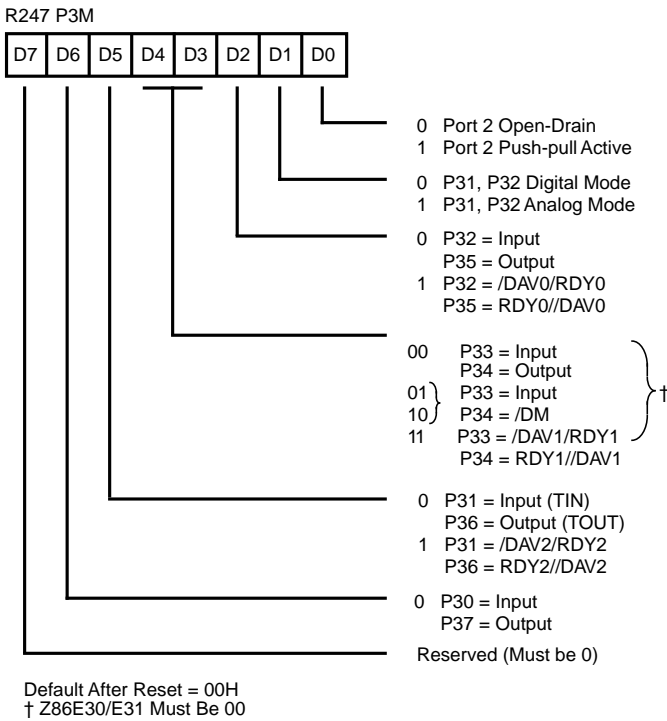 R247 P3M
D7 D6 D5 D4 D3 D2 D1 D0
0 Port 2 Open-Drain
1 Port 2 Push-pull Active
0 P31, P32 Digital Mode
1 P31, P32 Analog Mode
0 P32 = Input
P35 = Output
1 P32 = /DAV0/RDY0
P35 = RDY0//DAV0
00 P33 = Input
P34 = Output
01 P33 = Input
†
10 P34 = /DM
11 P33 = /DAV1/RDY1
P34 = RDY1//DAV1
0 P31 = Input (TIN)
P36 = Output (TOUT)
1 P31 = /DAV2/RDY2
P36 = RDY2//DAV2
0 P30 = Input
P37 = Output
Reserved (Must be 0)
Default After Reset = 00H
† Z86E30/E31 Must Be 00